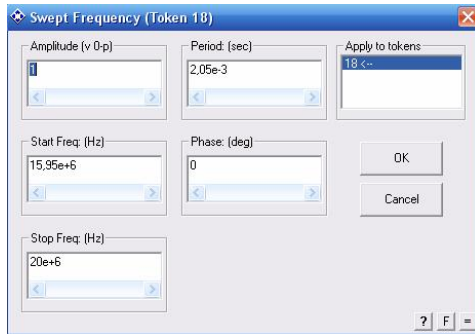 Swept Frequency (Token 18)
Amplitude (v 0-p)
1
Period: (sec)
2,05e-3
Apply to tokens
18 <--
Start Freq: (Hz)
15,95e+6
Phase: (deg)
0
OK
Cancel
Stop Freq: (Hz)
20e+6
? F =